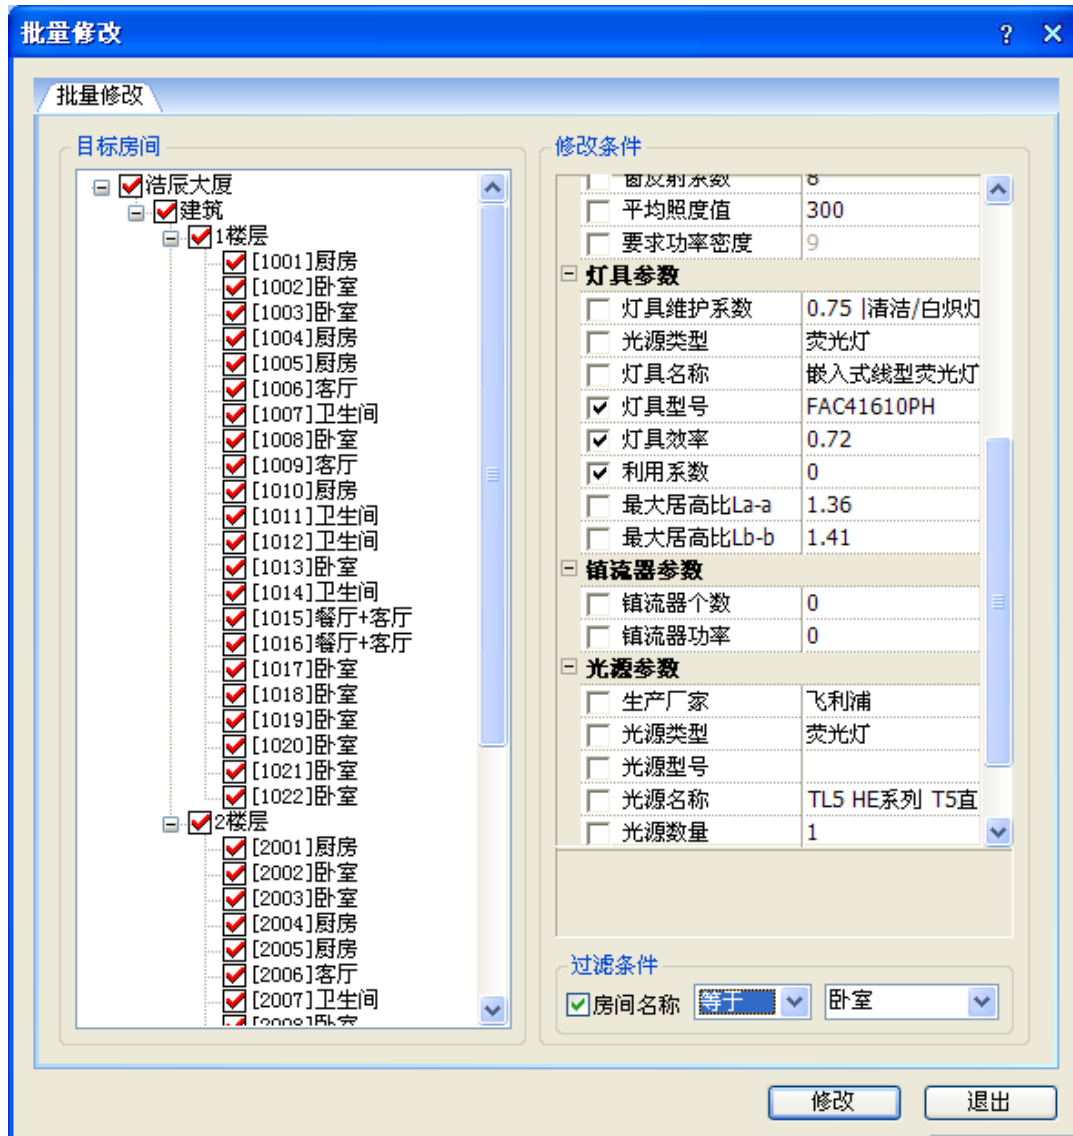 批量修改
批量修改
目标房间
浩辰大厦
建筑
1楼层
[1001]厨房
[1002]卧室
[1003]卧室
[1004]厨房
[1005]厨房
[1006]客厅
[1007]卫生间
[1008]卧室
[1009]客厅
[1010]厨房
[1011]卫生间
[1012]卫生间
[1013]卧室
[1014]卫生间
[1015]餐厅+客厅
[1016]餐厅+客厅
[1017]卧室
[1018]卧室
[1019]卧室
[1020]卧室
[1021]卧室
[1022]卧室
2楼层
[2001]厨房
[2002]卧室
[2003]卧室
[2004]厨房
[2005]厨房
[2006]客厅
[2007]卫生间
[2008]卧室
修改条件
窗反射系数 8
平均照度值 300
要求功率密度 9
灯具参数
灯具维护系数 0.75 |清洁/白炽灯
光源类型 荧光灯
灯具名称 嵌入式线型荧光灯
灯具型号 FAC41610PH
灯具效率 0.72
利用系数 0
最大居高比La-a 1.36
最大居高比Lb-b 1.41
镇流器参数
镇流器个数 0
镇流器功率 0
光源参数
生产厂家 飞利浦
光源类型 荧光灯
光源型号
光源名称 TL5 HE系列 T5直
光源数量 1
过滤条件
房间名称 等于 卧室
修改 退出